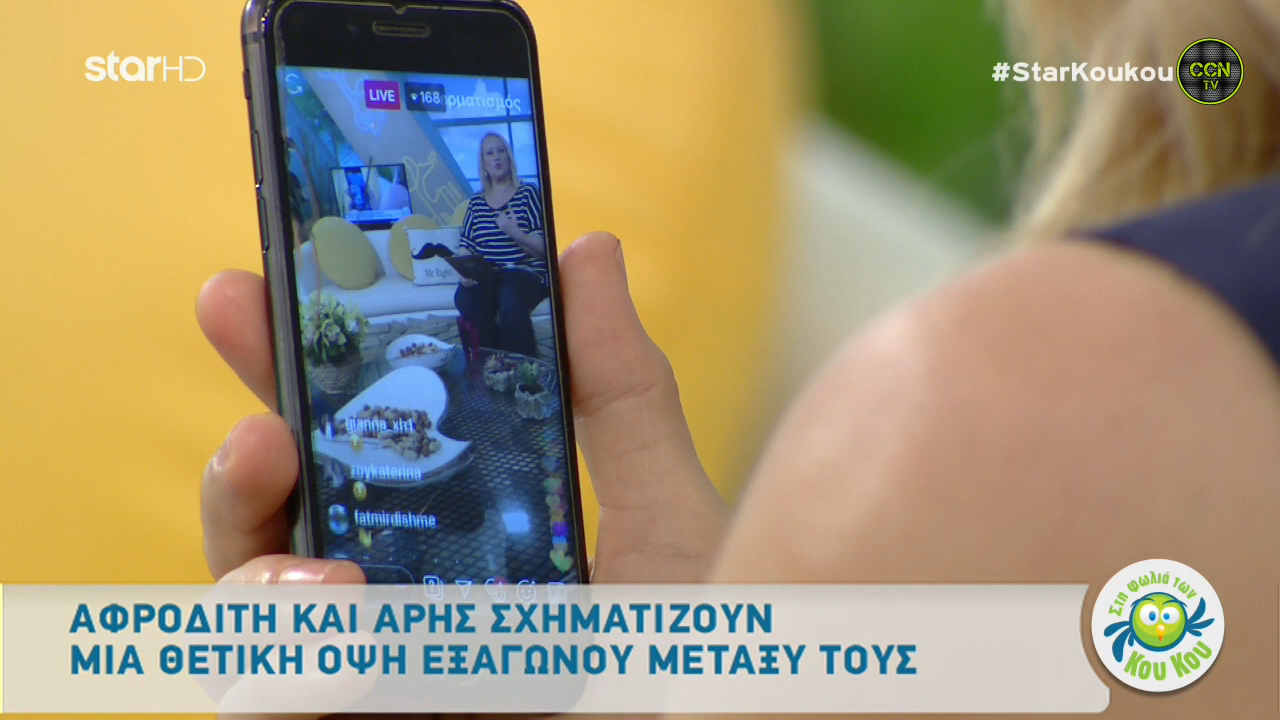 starHD
#StarKoukou
CCN
TV
LIVE
168
ρματισμός
Mr Right
gianna_xh1
zoykaterina
fatmirdishme
ΑΦΡΟΔΙΤΗ ΚΑΙ ΑΡΗΣ ΣΧΗΜΑΤΙΖΟΥΝ
ΜΙΑ ΘΕΤΙΚΗ ΟΨΗ ΕΞΑΓΩΝΟΥ ΜΕΤΑΞΥ ΤΟΥΣ
Στη φωλιά των
Κου Κου